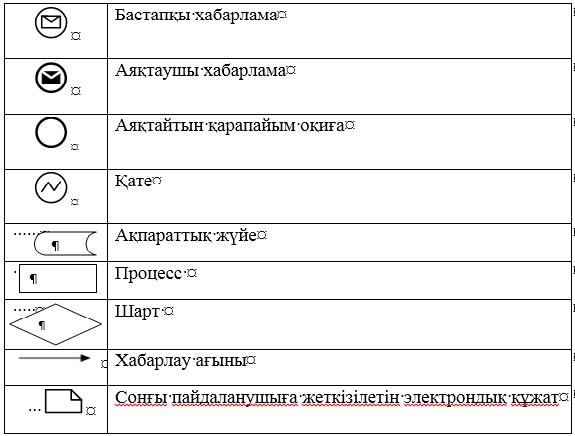 Бастапқы хабарлама
Аяқтаушы хабарлама
Аяқтайтын қарапайым оқиға
Қате
Ақпараттық жүйе
Процесс
Шарт
Хабарлау ағыны
Соңғы пайдаланушыға жеткізілетін электрондық құжат